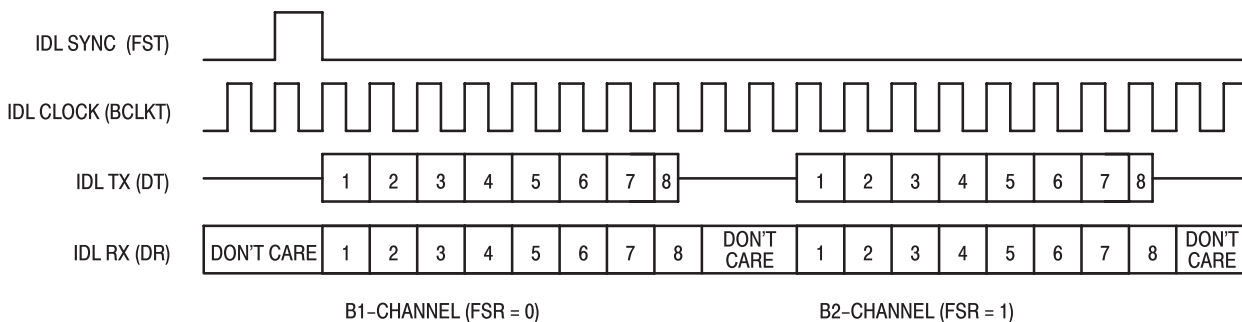 IDL SYNC (FST)
IDL CLOCK (BCLKT)
IDL TX (DT) 1 2 3 4 5 6 7 8 1 2 3 4 5 6 7 8
IDL RX (DR) DON'T CARE 1 2 3 4 5 6 7 8 DON'T CARE 1 2 3 4 5 6 7 8 DON'T CARE
B1–CHANNEL (FSR = 0) B2–CHANNEL (FSR = 1)